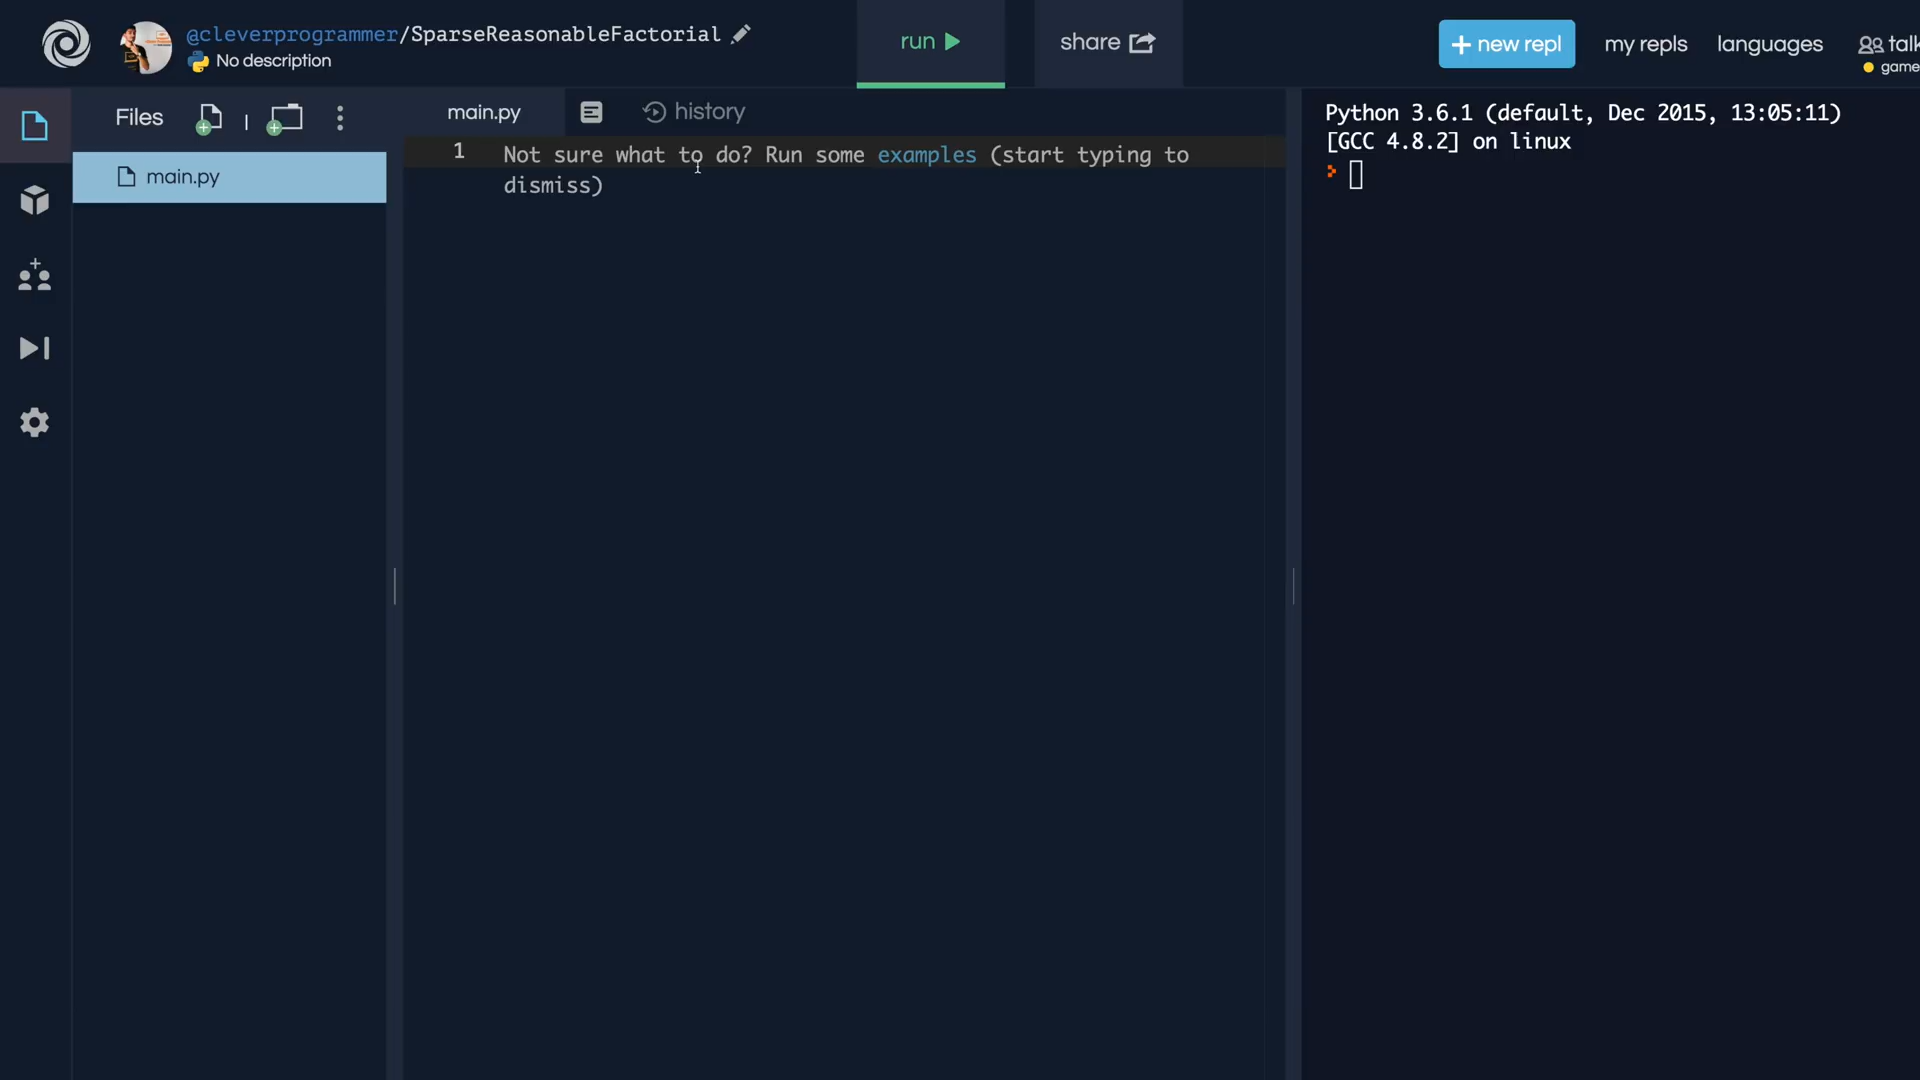 @cleverprogrammer/SparseReasonableFactorial
No description
run
share
+ new repl
my repls
languages
talk
game
Files
main.py
history
Python 3.6.1 (default, Dec 2015, 13:05:11)
[GCC 4.8.2] on linux
main.py
1 Not sure what to do? Run some examples (start typing to
dismiss)